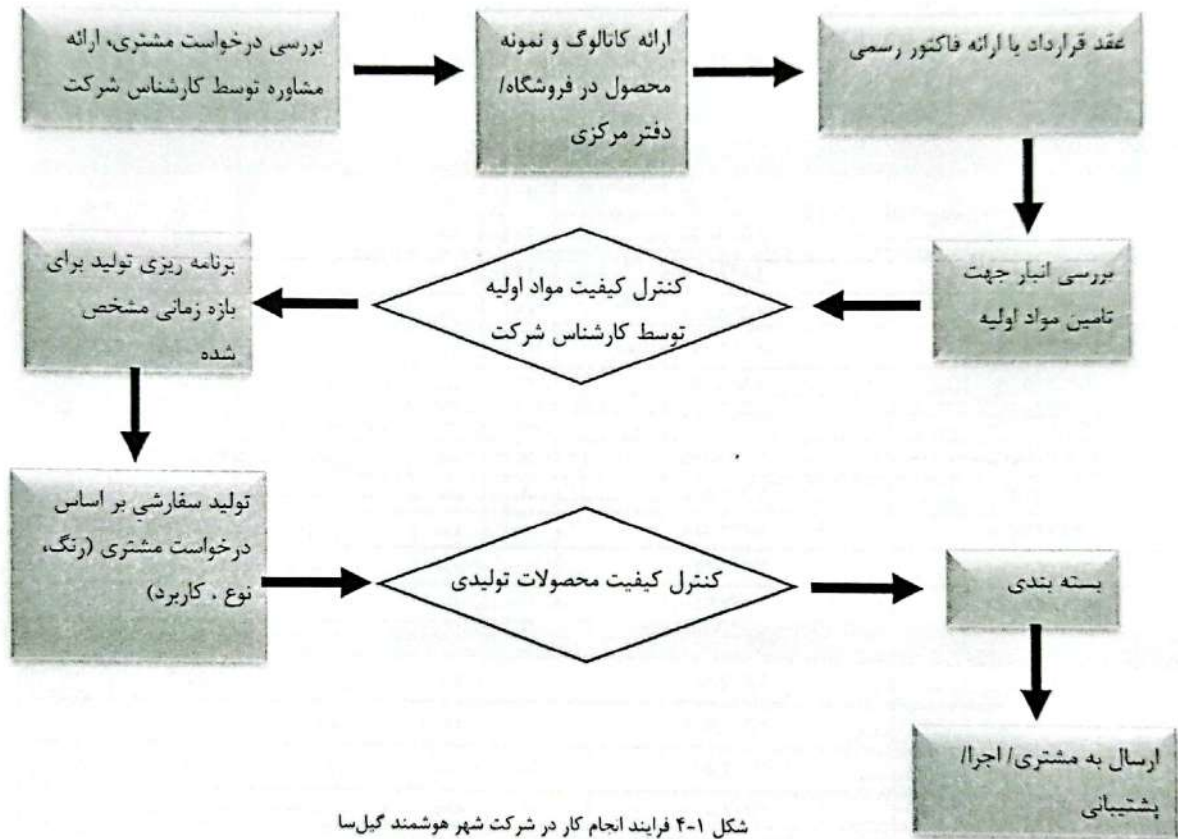 بررسی درخواست مشتری، ارائه
مشاوره توسط کارشناس شرکت
ارائه کاتالوگ و نمونه
محصول در فروشگاه/
دفتر مرکزی
عقد قرارداد یا ارائه فاکتور رسمی
بررسی انبار جهت
تامین مواد اولیه
کنترل کیفیت مواد اولیه
توسط کارشناس شرکت
برنامه ریزی تولید برای
بازه زمانی مشخص
شده
تولید سفارشی بر اساس
درخواست مشتری (رنگ،
نوع ، کاربرد)
کنترل کیفیت محصولات تولیدی
بسته بندی
ارسال به مشتری/ اجرا/
پشتیبانی
شکل ۱-۴ فرایند انجام کار در شرکت شهر هوشمند گیل‌سا